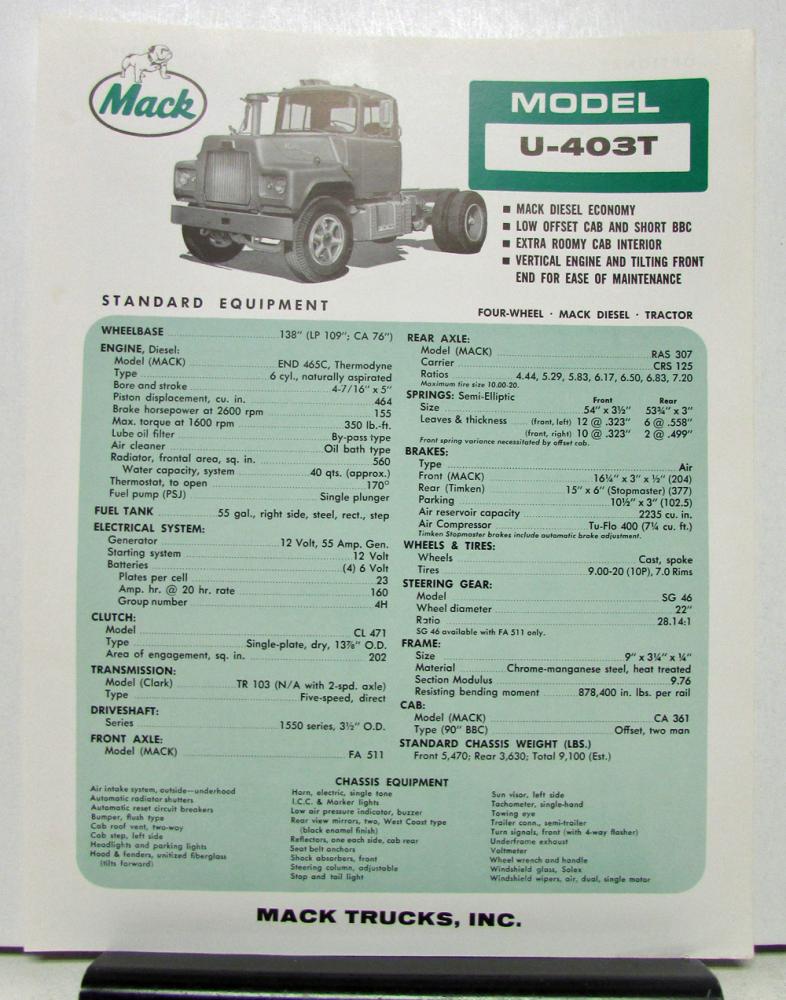 Mack
MODEL
U-403T
■ MACK DIESEL ECONOMY
■ LOW OFFSET CAB AND SHORT BBC
■ EXTRA ROOMY CAB INTERIOR
■ VERTICAL ENGINE AND TILTING FRONT
END FOR EASE OF MAINTENANCE
STANDARD EQUIPMENT
FOUR-WHEEL · MACK DIESEL · TRACTOR
WHEELBASE 138" (LP 109"; CA 76")
ENGINE, Diesel:
Model (MACK) END 465C, Thermodyne
Type 6 cyl., naturally aspirated
Bore and stroke 4-7/16" x 5"
Piston displacement, cu. in. 464
Brake horsepower at 2600 rpm 155
Max. torque at 1600 rpm 350 lb.-ft.
Lube oil filter By-pass type
Air cleaner Oil bath type
Radiator, frontal area, sq. in. 560
Water capacity, system 40 qts. (approx.)
Thermostat, to open 170°
Fuel pump (PSJ) Single plunger
FUEL TANK 55 gal., right side, steel, rect., step
ELECTRICAL SYSTEM:
Generator 12 Volt, 55 Amp. Gen.
Starting system 12 Volt
Batteries (4) 6 Volt
Plates per cell 23
Amp. hr. @ 20 hr. rate 160
Group number 4H
CLUTCH:
Model CL 471
Type Single-plate, dry, 13⅞" O.D.
Area of engagement, sq. in. 202
TRANSMISSION:
Model (Clark) TR 103 (N/A with 2-spd. axle)
Type Five-speed, direct
DRIVESHAFT:
Series 1550 series, 3½" O.D.
FRONT AXLE:
Model (MACK) FA 511
REAR AXLE:
Model (MACK) RAS 307
Carrier CRS 125
Ratios 4.44, 5.29, 5.83, 6.17, 6.50, 6.83, 7.20
Maximum tire size 10.00-20.
SPRINGS: Semi-Elliptic Front Rear
Size 54" x 3½" 53¾" x 3"
Leaves & thickness (front, left) 12 @ .323" 6 @ .558"
(front, right) 10 @ .323" 2 @ .499"
Front spring variance necessitated by offset cab.
BRAKES:
Type Air
Front (MACK) 16¼" x 3" x ½" (204)
Rear (Timken) 15" x 6" (Stopmaster) (377)
Parking 10½" x 3" (102.5)
Air reservoir capacity 2235 cu. in.
Air Compressor Tu-Flo 400 (7¼ cu. ft.)
Timken Stopmaster brakes include automatic brake adjustment.
WHEELS & TIRES:
Wheels Cast, spoke
Tires 9.00-20 (10P), 7.0 Rims
STEERING GEAR:
Model SG 46
Wheel diameter 22"
Ratio 28.14:1
SG 46 available with FA 511 only.
FRAME:
Size 9" x 3¼" x ¼"
Material Chrome-manganese steel, heat treated
Section Modulus 9.76
Resisting bending moment 878,400 in. lbs. per rail
CAB:
Model (MACK) CA 361
Type (90" BBC) Offset, two man
STANDARD CHASSIS WEIGHT (LBS.)
Front 5,470; Rear 3,630; Total 9,100 (Est.)
CHASSIS EQUIPMENT
Air intake system, outside—underhood
Automatic radiator shutters
Automatic reset circuit breakers
Bumper, flush type
Cab roof vent, two-way
Cab step, left side
Headlights and parking lights
Hood & fenders, unitized fiberglass
(tilts forward)
Horn, electric, single tone
I.C.C. & Marker lights
Low air pressure indicator, buzzer
Rear view mirrors, two, West Coast type
(black enamel finish)
Reflectors, one each side, cab rear
Seat belt anchors
Shock absorbers, front
Steering column, adjustable
Stop and tail light
Sun visor, left side
Tachometer, single-hand
Towing eye
Trailer conn., semi-trailer
Turn signals, front (with 4-way flasher)
Underframe exhaust
Voltmeter
Wheel wrench and handle
Windshield glass, Solex
Windshield wipers, air, dual, single motor
MACK TRUCKS, INC.